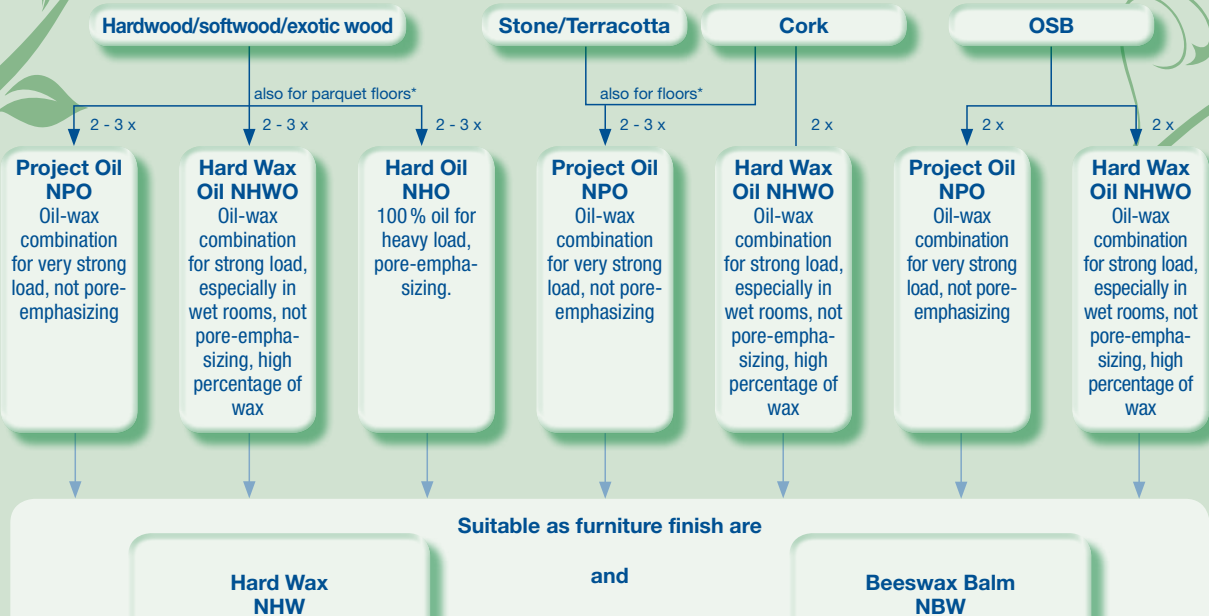 Hardwood/softwood/exotic wood
Stone/Terracotta
Cork
OSB
also for parquet floors*
also for floors*
2 - 3 x
2 - 3 x
2 - 3 x
2 - 3 x
2 x
2 x
2 x
Project Oil
NPO
Oil-wax
combination
for very strong
load, not pore-
emphasizing
Hard Wax
Oil NHWO
Oil-wax
combination
for strong load,
especially in
wet rooms, not
pore-empha-
sizing, high
percentage of
wax
Hard Oil
NHO
100 % oil for
heavy load,
pore-empha-
sizing.
Project Oil
NPO
Oil-wax
combination
for very strong
load, not pore-
emphasizing
Hard Wax
Oil NHWO
Oil-wax
combination
for strong load,
especially in
wet rooms, not
pore-empha-
sizing, high
percentage of
wax
Project Oil
NPO
Oil-wax
combination
for very strong
load, not pore-
emphasizing
Hard Wax
Oil NHWO
Oil-wax
combination
for strong load,
especially in
wet rooms, not
pore-empha-
sizing, high
percentage of
wax
Suitable as furniture finish are
Hard Wax
NHW
and
Beeswax Balm
NBW